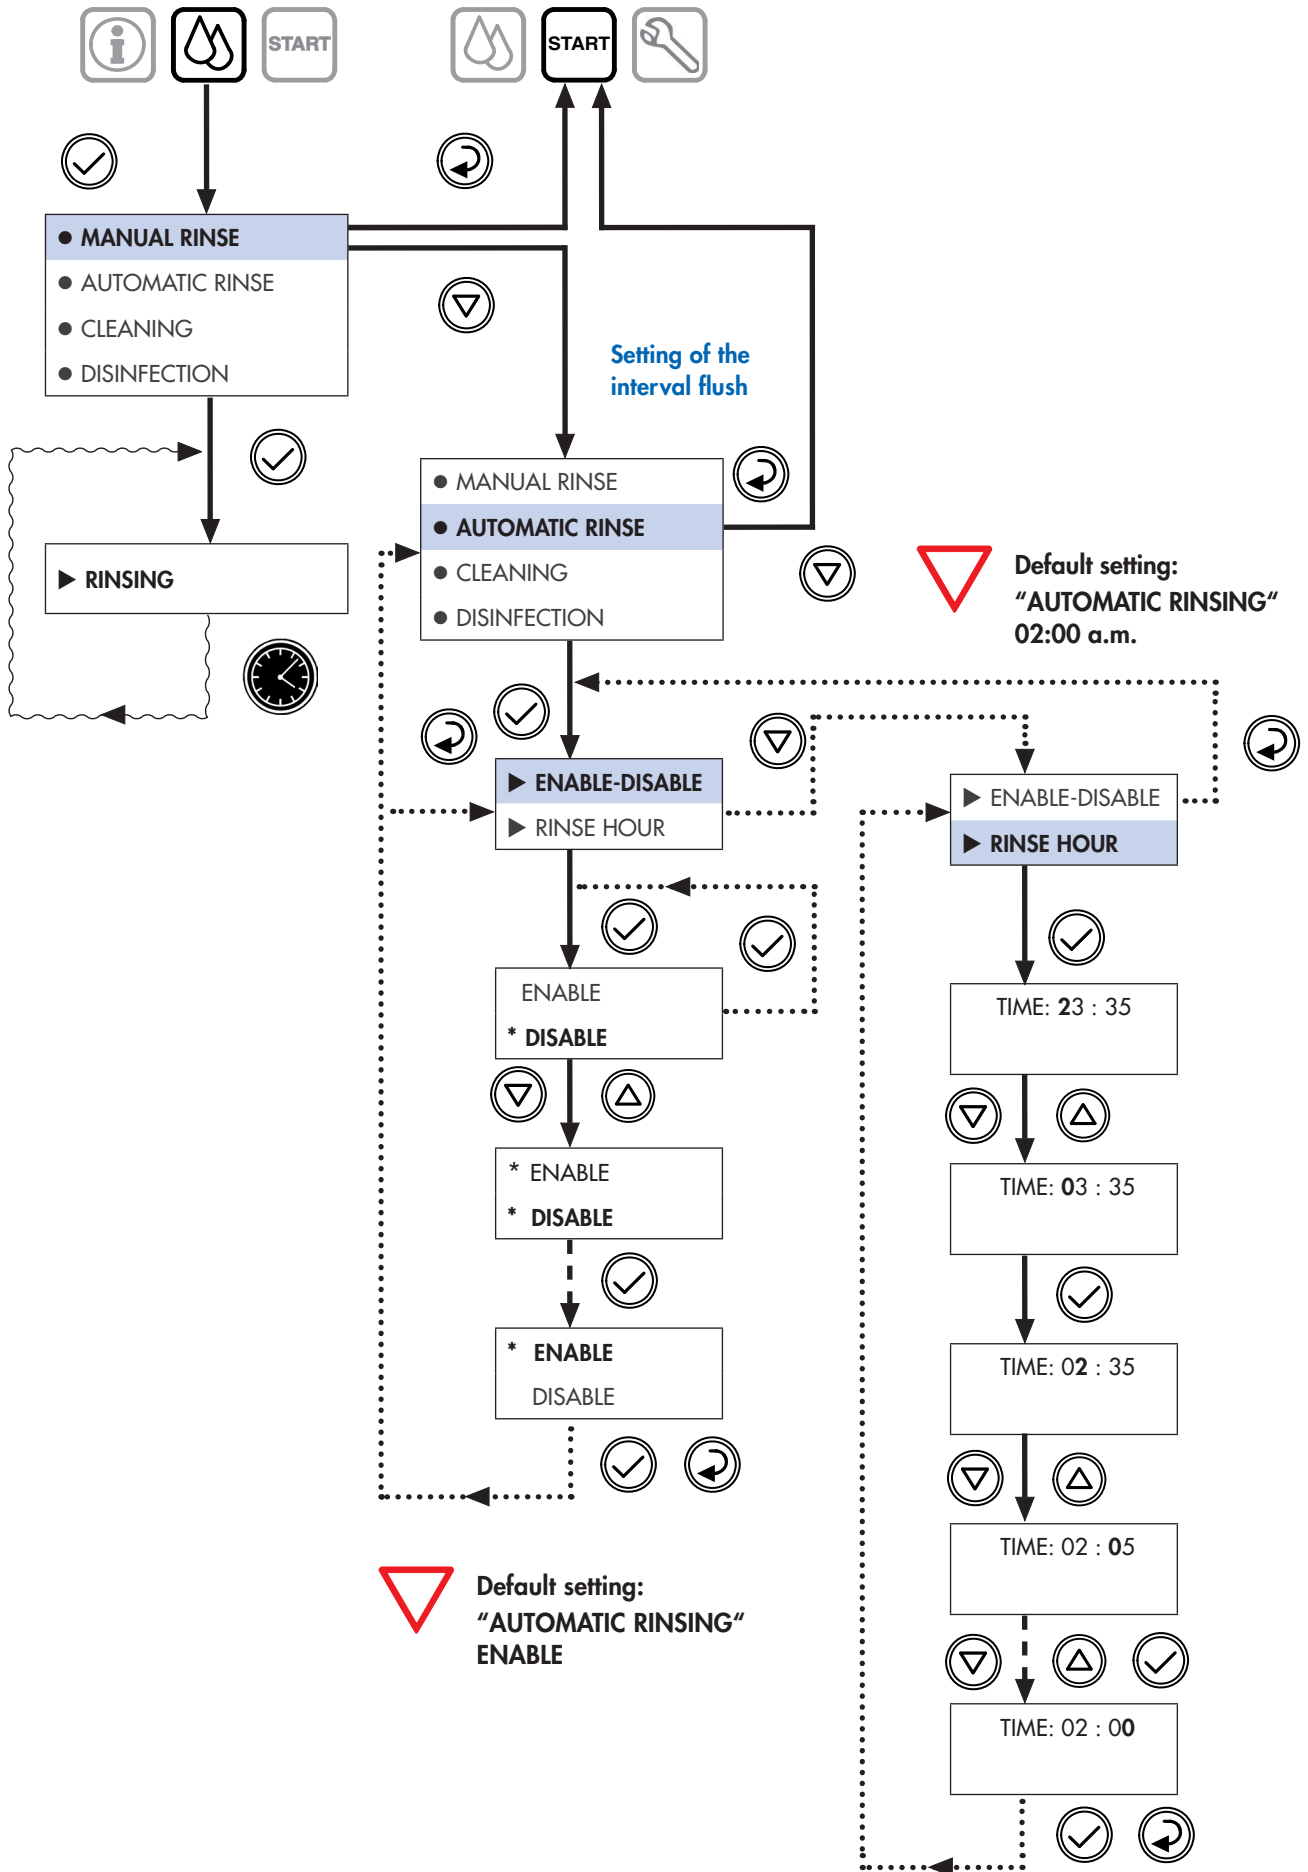 START
START
● MANUAL RINSE
● AUTOMATIC RINSE
● CLEANING
● DISINFECTION
▶ RINSING
Setting of the
interval flush
● MANUAL RINSE
● AUTOMATIC RINSE
● CLEANING
● DISINFECTION
Default setting:
“AUTOMATIC RINSING“
02:00 a.m.
▶ ENABLE-DISABLE
▶ RINSE HOUR
▶ ENABLE-DISABLE
▶ RINSE HOUR
ENABLE
* DISABLE
* ENABLE
* DISABLE
* ENABLE
DISABLE
Default setting:
“AUTOMATIC RINSING“
ENABLE
TIME: 23 : 35
TIME: 03 : 35
TIME: 02 : 35
TIME: 02 : 05
TIME: 02 : 00